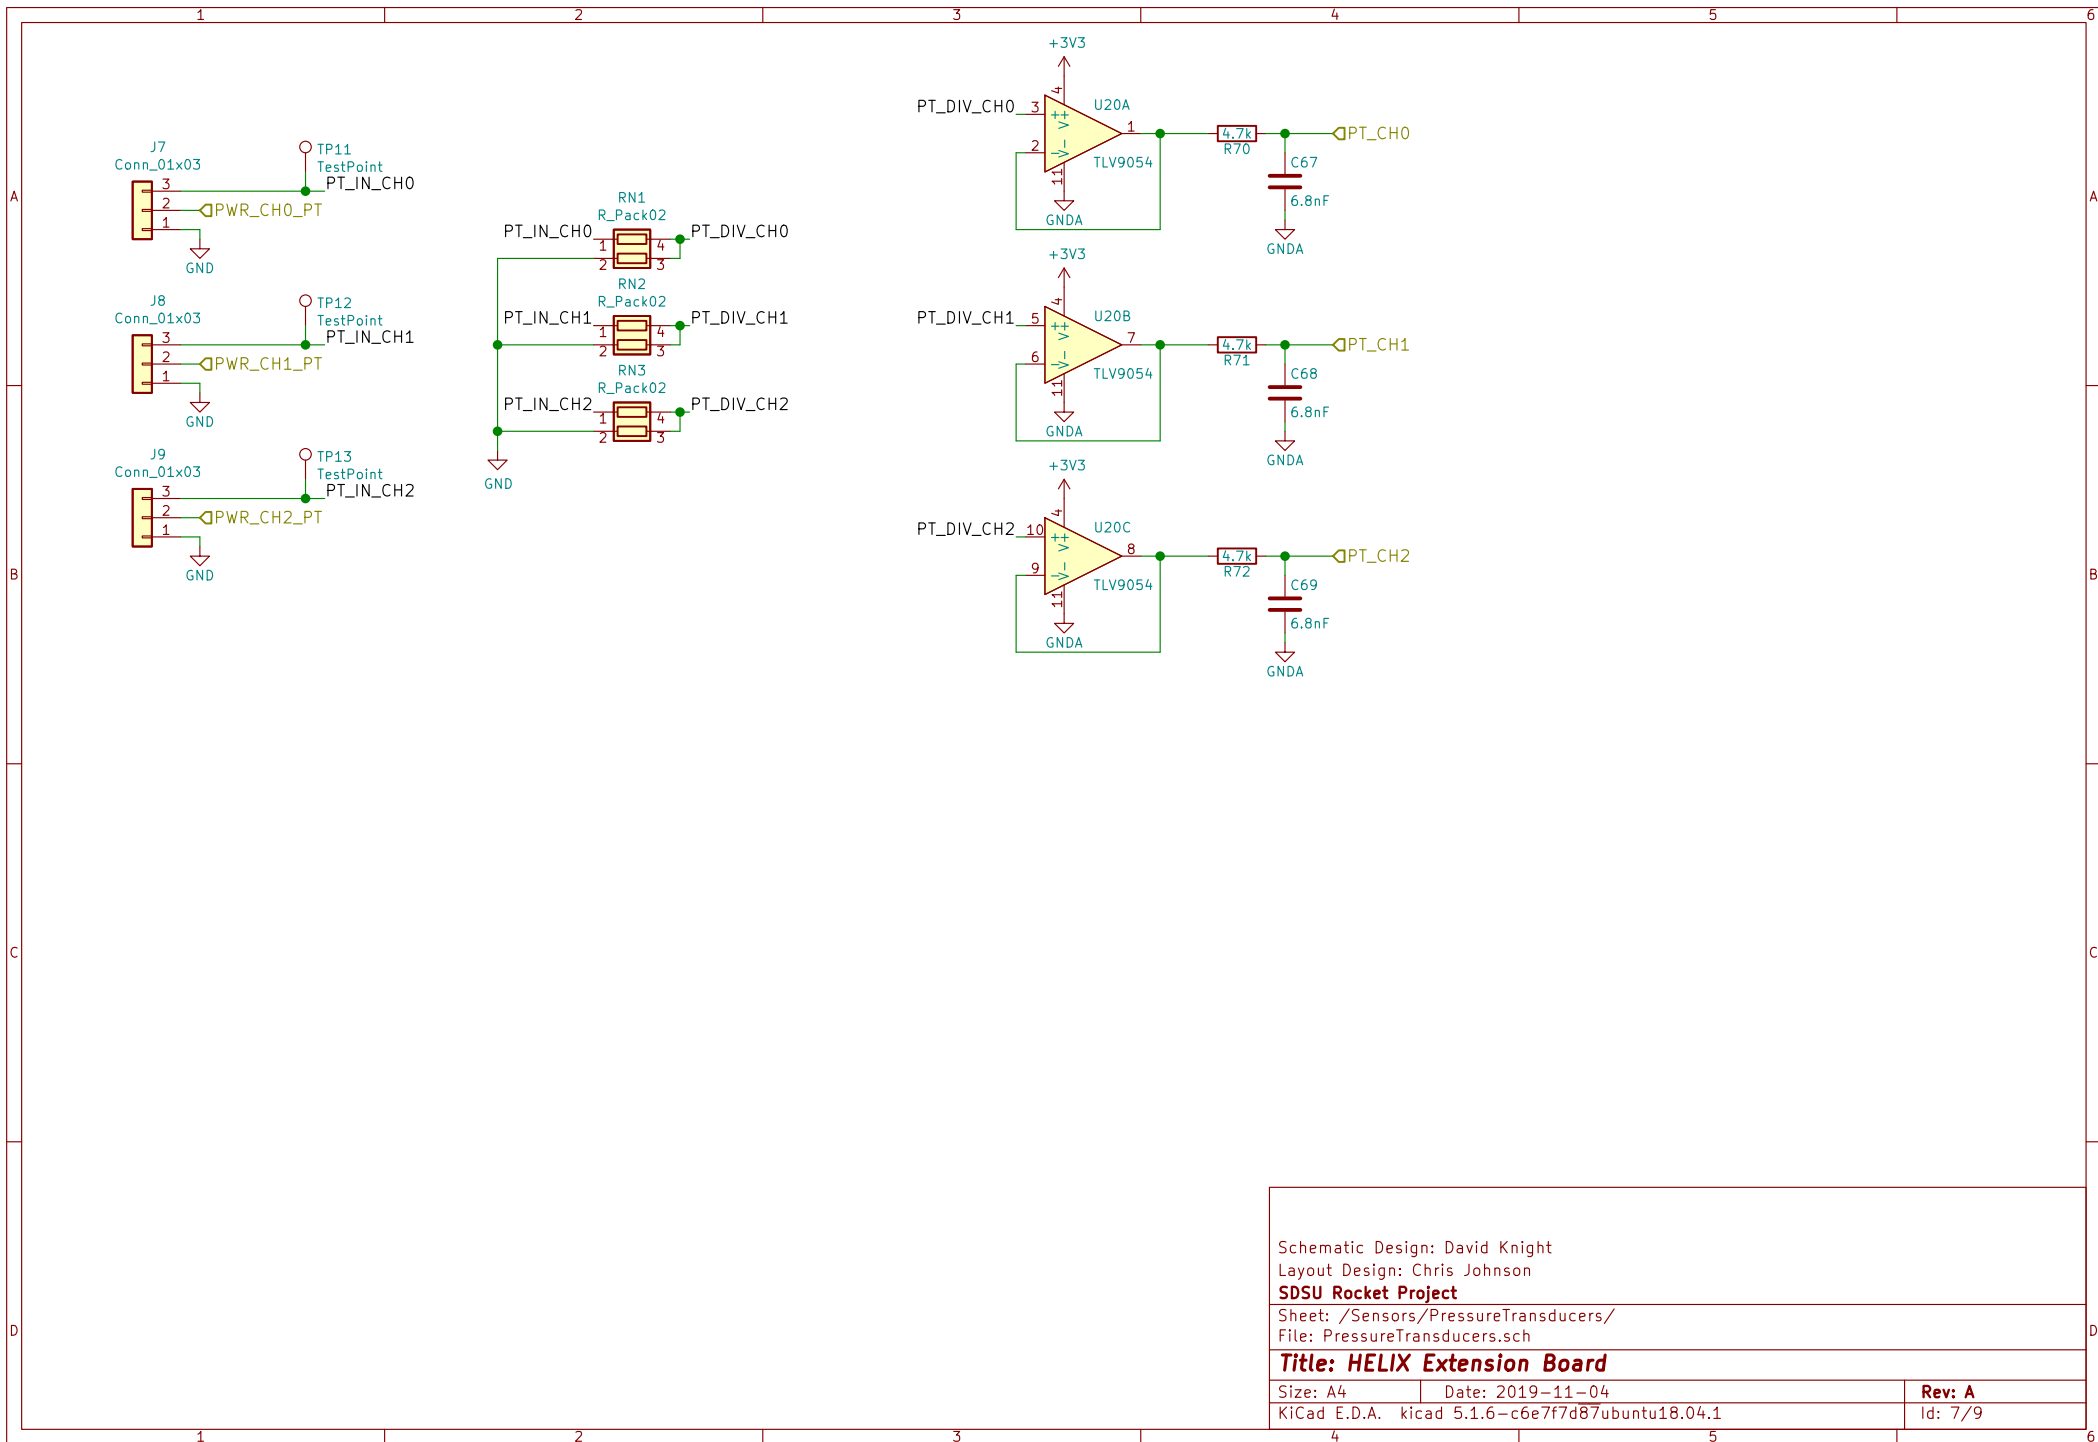 1 2 3 4 5 6
A
B
C
D
J7
Conn_01x03
3
2
1
TP11
TestPoint
PT_IN_CH0
PWR_CH0_PT
GND
J8
Conn_01x03
3
2
1
TP12
TestPoint
PT_IN_CH1
PWR_CH1_PT
GND
J9
Conn_01x03
3
2
1
TP13
TestPoint
PT_IN_CH2
PWR_CH2_PT
GND
RN1
R_Pack02
PT_IN_CH0
PT_DIV_CH0
1 4
2 3
RN2
R_Pack02
PT_IN_CH1
PT_DIV_CH1
1 4
2 3
RN3
R_Pack02
PT_IN_CH2
PT_DIV_CH2
1 4
2 3
GND
+3V3
4
PT_DIV_CH0
3
2
+
−
V+
V−
U20A
1
TLV9054
11
GNDA
4.7k
R70
PT_CH0
C67
6.8nF
GNDA
+3V3
4
PT_DIV_CH1
5
6
+
−
V+
V−
U20B
7
TLV9054
11
GNDA
4.7k
R71
PT_CH1
C68
6.8nF
GNDA
+3V3
4
PT_DIV_CH2
10
9
+
−
V+
V−
U20C
8
TLV9054
11
GNDA
4.7k
R72
PT_CH2
C69
6.8nF
GNDA
A
B
C
D
Schematic Design: David Knight
Layout Design: Chris Johnson
SDSU Rocket Project
Sheet: /Sensors/PressureTransducers/
File: PressureTransducers.sch
Title: HELIX Extension Board
Size: A4 Date: 2019-11-04 Rev: A
KiCad E.D.A. kicad 5.1.6-c6e7f7d87ubuntu18.04.1 Id: 7/9
1 2 3 4 5 6